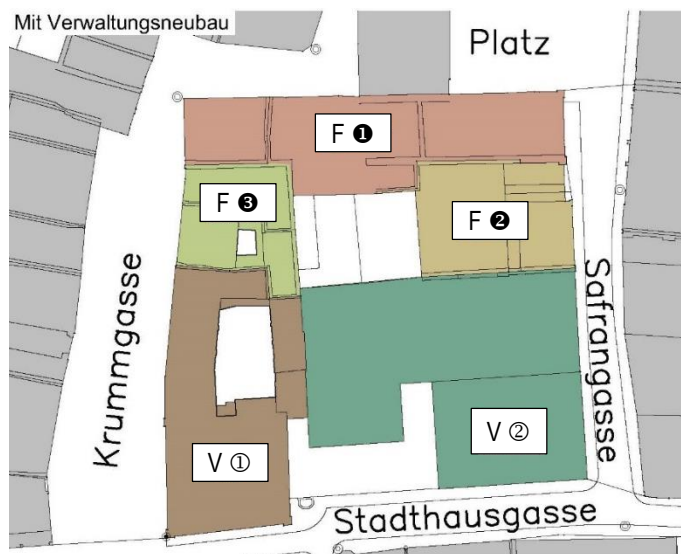 Mit Verwaltungsneubau
Platz
F ❶
F ❸
F ❷
Krummgasse
Safrangasse
V ①
V ②
Stadthausgasse